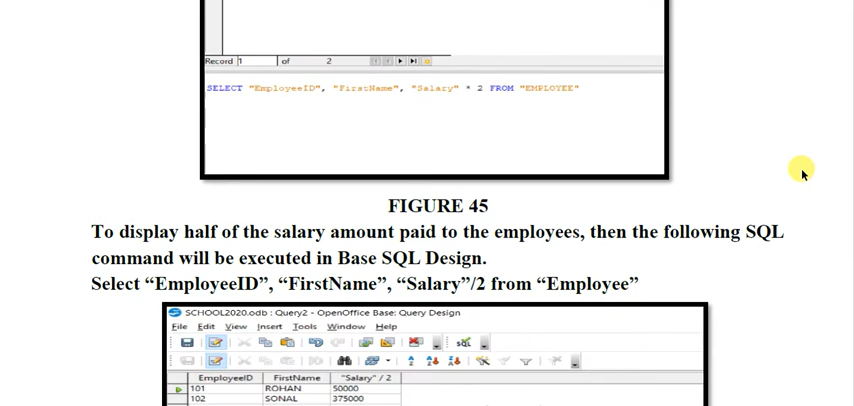 Record 1 of 2
SELECT "EmployeeID", "FirstName", "Salary" * 2 FROM "EMPLOYEE"
FIGURE 45
To display half of the salary amount paid to the employees, then the following SQL
command will be executed in Base SQL Design.
Select “EmployeeID”, “FirstName”, “Salary”/2 from “Employee”
SCHOOL2020.odb : Query2 - OpenOffice Base: Query Design
File Edit View Insert Tools Window Help
SQL
EmployeeID FirstName "Salary" / 2
101 ROHAN 50000
102 SONAL 375000